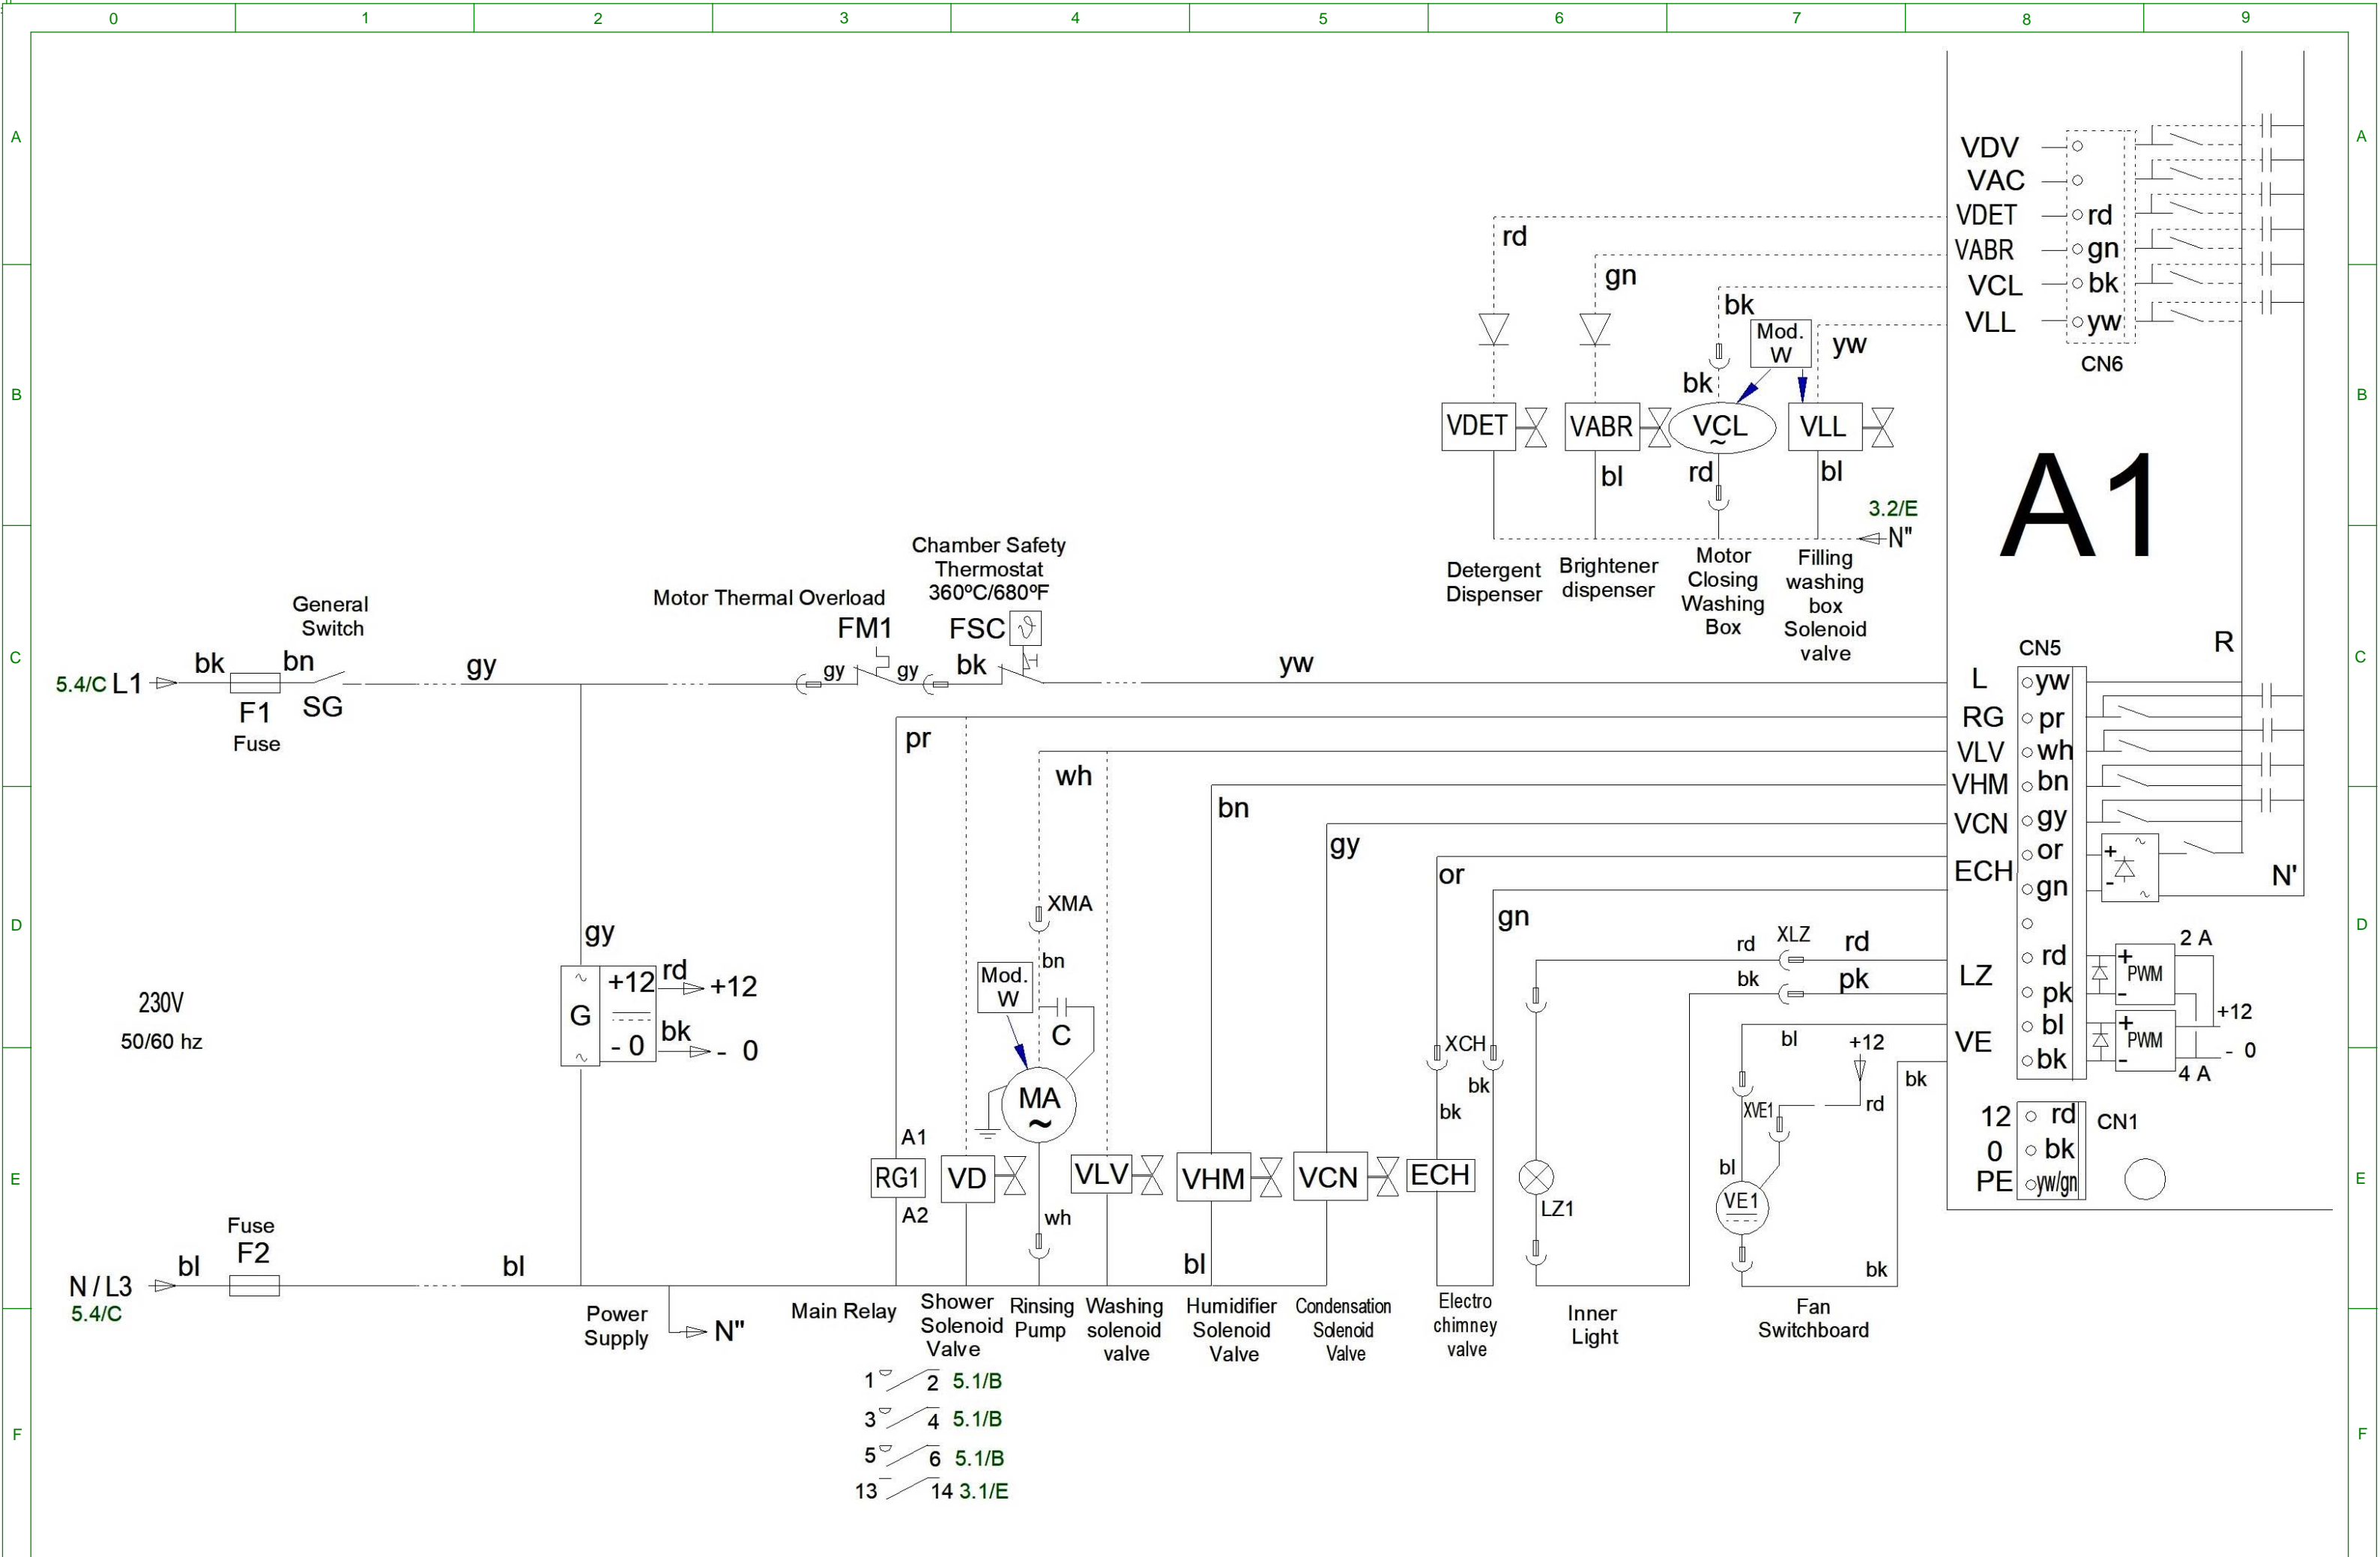 0 1 2 3 4 5 6 7 8 9
A
A
B
B
C
C
D
D
E
E
F
F
VDV
VAC
VDET rd
VABR gn
VCL bk
VLL yw
CN6
rd
gn
bk
Mod.
W
yw
bk
VDET
VABR
VCL
~
VLL
bl
rd
bl
3.2/E
N"
Detergent
Dispenser
Brightener
dispenser
Motor
Closing
Washing
Box
Filling
washing
box
Solenoid
valve
A1
R
N'
General
Switch
Motor Thermal Overload
FM1
Chamber Safety
Thermostat
360ºC/680ºF
FSC
5.4/C L1
bk
bn
gy
gy
gy
bk
yw
F1
Fuse
SG
CN5
L yw
RG pr
VLV wh
VHM bn
VCN gy
ECH or
gn
LZ rd
pk
VE bl
bk
+
-
2 A
+
PWM
-
+12
+
PWM
-
- 0
4 A
12 rd
0 bk
PE yw/gn
CN1
pr
wh
bn
gy
or
gn
XMA
bn
Mod.
W
C
MA
~
wh
230V
50/60 hz
gy
G
+12
- 0
rd
+12
bk
- 0
rd XLZ rd
bk pk
XCH
bk
bk
bl
+12
bk
XVE1
rd
bl
VE1
bk
LZ1
A1
RG1
A2
VD
VLV
VHM
VCN
ECH
bl
Fuse
F2
N / L3
5.4/C
bl
bl
Power
Supply
N"
Main Relay
Shower
Solenoid
Valve
Rinsing
Pump
Washing
solenoid
valve
Humidifier
Solenoid
Valve
Condensation
Solenoid
Valve
Electro
chimney
valve
Inner
Light
Fan
Switchboard
1 2 5.1/B
3 4 5.1/B
5 6 5.1/B
13 14 3.1/E